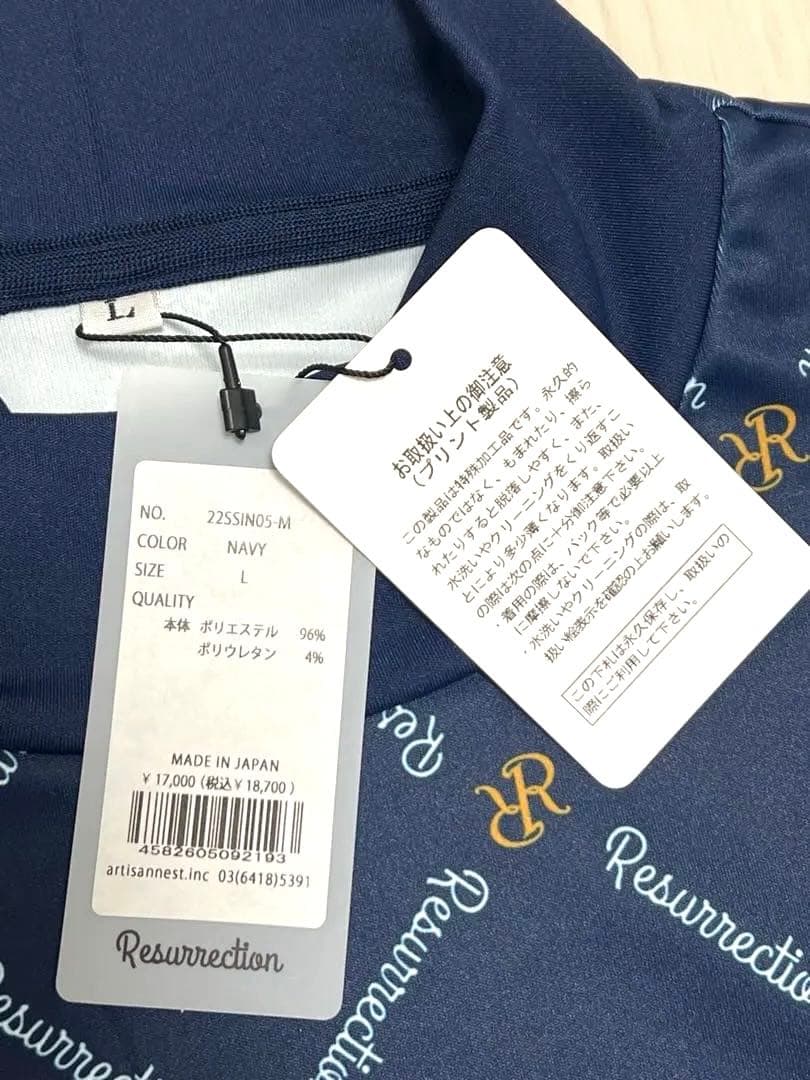 L
NO. 22SSIN05-M
COLOR NAVY
SIZE L
QUALITY
本体 ポリエステル 96%
ポリウレタン 4%
MADE IN JAPAN
¥ 17,000 (税込¥ 18,700 )
4582605092193
artisannest.inc 03(6418)5391
Resurrection
お取扱い上の御注意
(プリント製品)
この製品は特殊加工品です。永久的
なものではなく、もまれたり、擦ら
れたりすると脱落しやすく、また、
水洗いやクリーニングをくり返すこ
とにより多少薄くなります。取扱い
の際は次の点に十分御注意下さい。
・着用の際は、バック等で必要以上
に摩擦しないで下さい。
・水洗いやクリーニングの際は、取
扱い絵表示を確認の上お願いします。
この下札は永久保存し、取扱いの
際にご利用して下さい。
Resurrection
Resurrectio